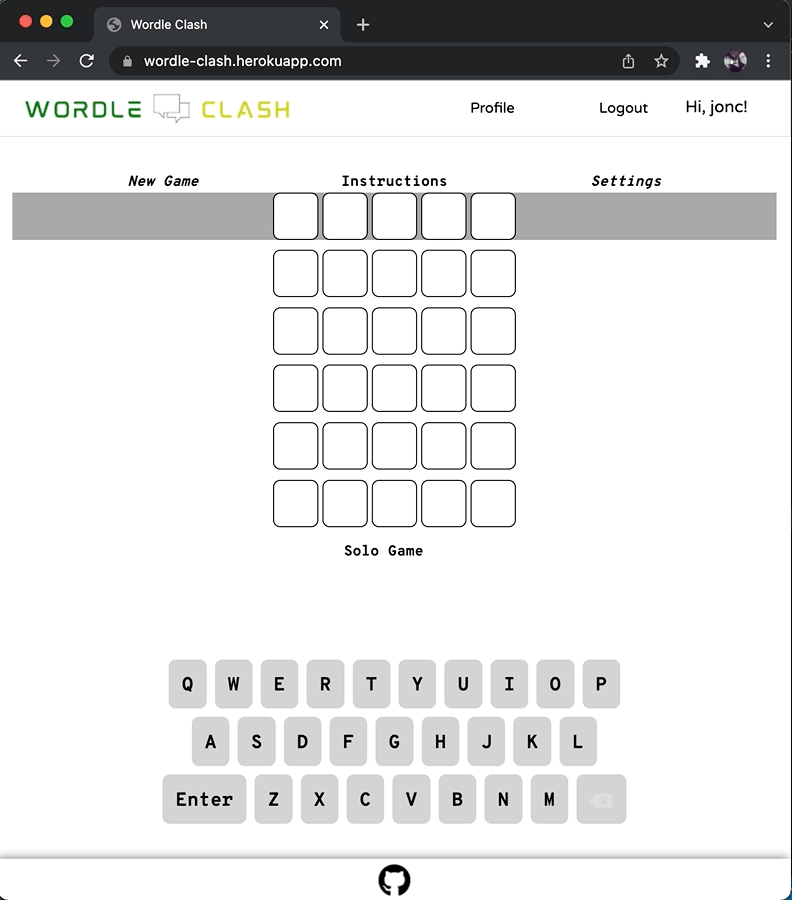 Wordle Clash
wordle-clash.herokuapp.com
WORDLE CLASH Profile Logout Hi, jonc!
New Game Instructions Settings
Solo Game
Q W E R T Y U I O P
A S D F G H J K L
Enter Z X C V B N M